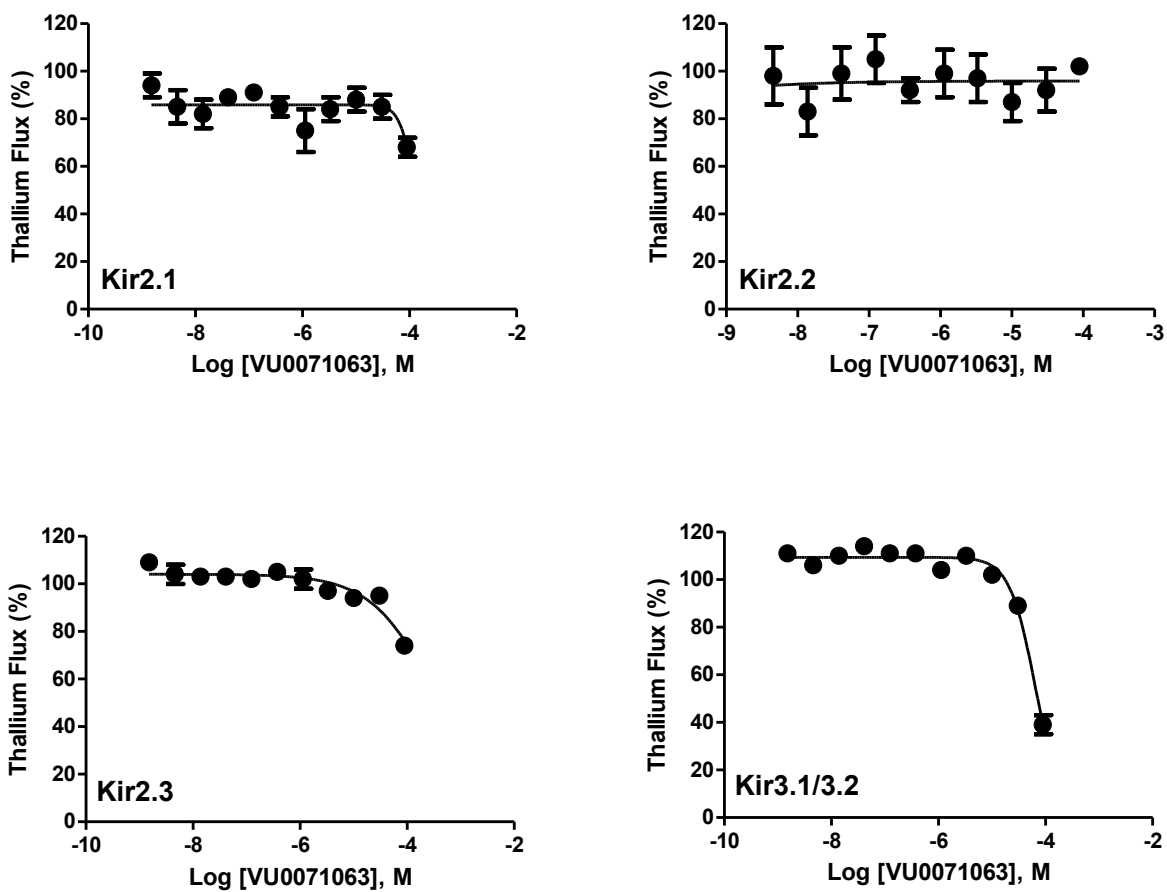 120
100
80
60
40
20
0
Thallium Flux (%)
Kir2.1
-10 -8 -6 -4 -2
Log [VU0071063], M
120
100
80
60
40
20
0
Thallium Flux (%)
Kir2.2
-9 -8 -7 -6 -5 -4 -3
Log [VU0071063], M
120
100
80
60
40
20
0
Thallium Flux (%)
Kir2.3
-10 -8 -6 -4 -2
Log [VU0071063], M
120
100
80
60
40
20
0
Thallium Flux (%)
Kir3.1/3.2
-10 -8 -6 -4 -2
Log [VU0071063], M